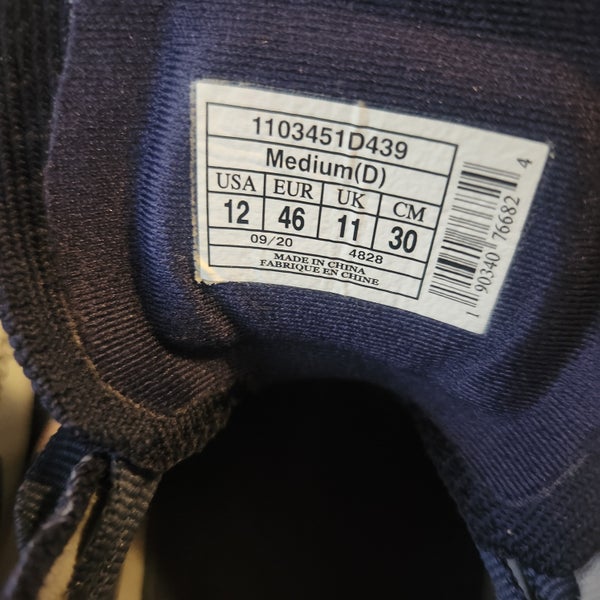 1103451D439
Medium(D)
USA EUR UK CM
12 46 11 30
09/20 4828
MADE IN CHINA
FABRIQUE EN CHINE
1 90340 76682 4